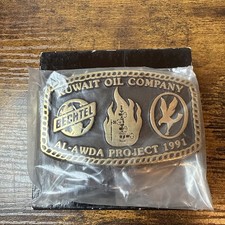 KUWAIT OIL COMPANY
BECHTEL
AL-AWDA PROJECT 1991